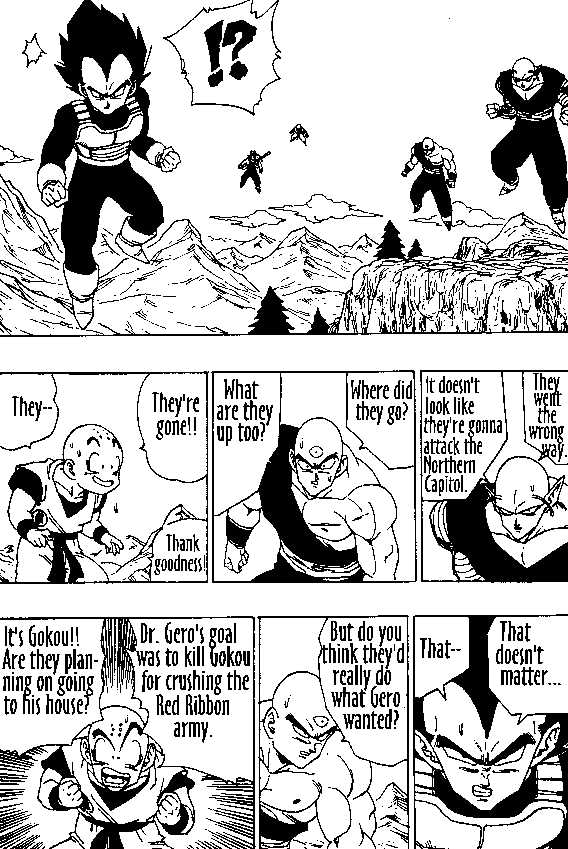 !?
They--
They're
gone!!
Thank
goodness!
What
are they
up too?
Where did
they go?
It doesn't
look like
they're gonna
attack the
Northern
Capitol.
They
went
the
wrong
way.
It's Gokou!!
Are they plan-
ning on going
to his house?
Dr. Gero's goal
was to kill Gokou
for crushing the
Red Ribbon
army.
But do you
think they'd
really do
what Gero
wanted?
That--
That
doesn't
matter...